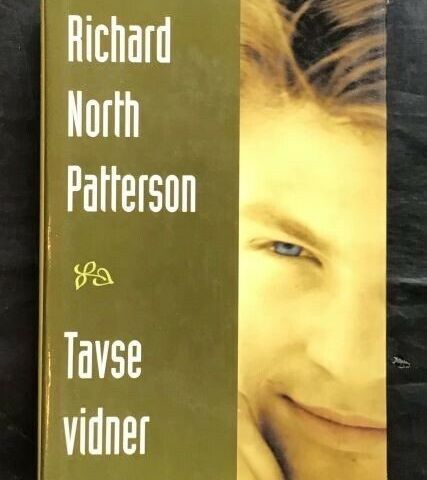 Richard
North
Patterson
Tavse
vidner